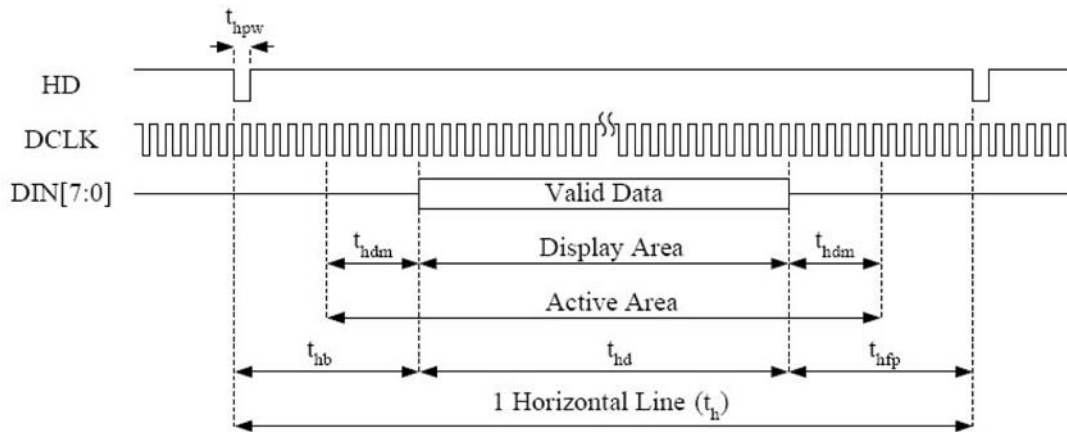 thpw
HD
DCLK
DIN[7:0]
Valid Data
thdm
Display Area
thdm
Active Area
thb
thd
thfp
1 Horizontal Line (th)